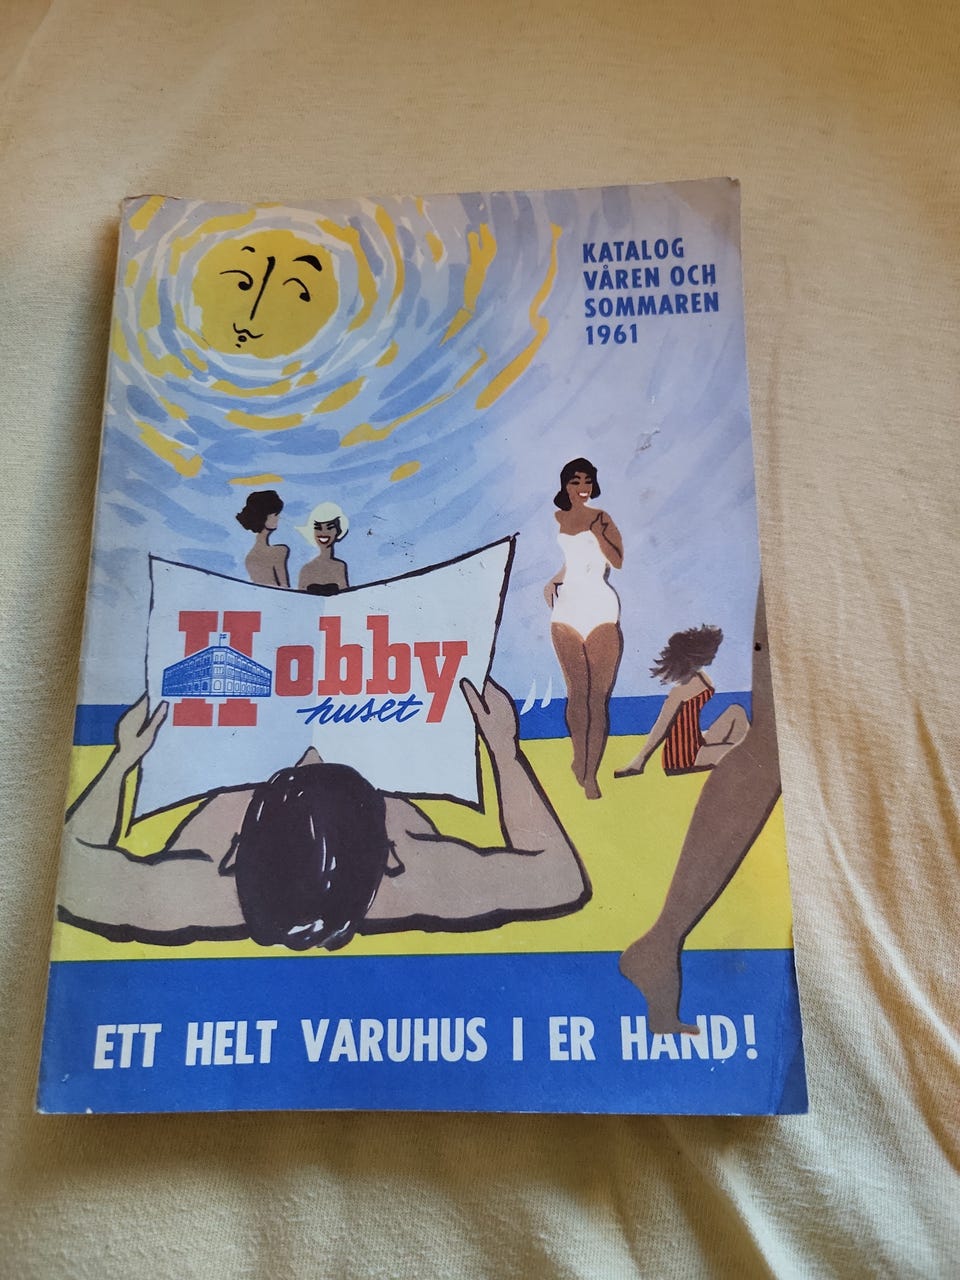 KATALOG
VÅREN OCH
SOMMAREN
1961
Hobby
huset
ETT HELT VARUHUS I ER HAND!